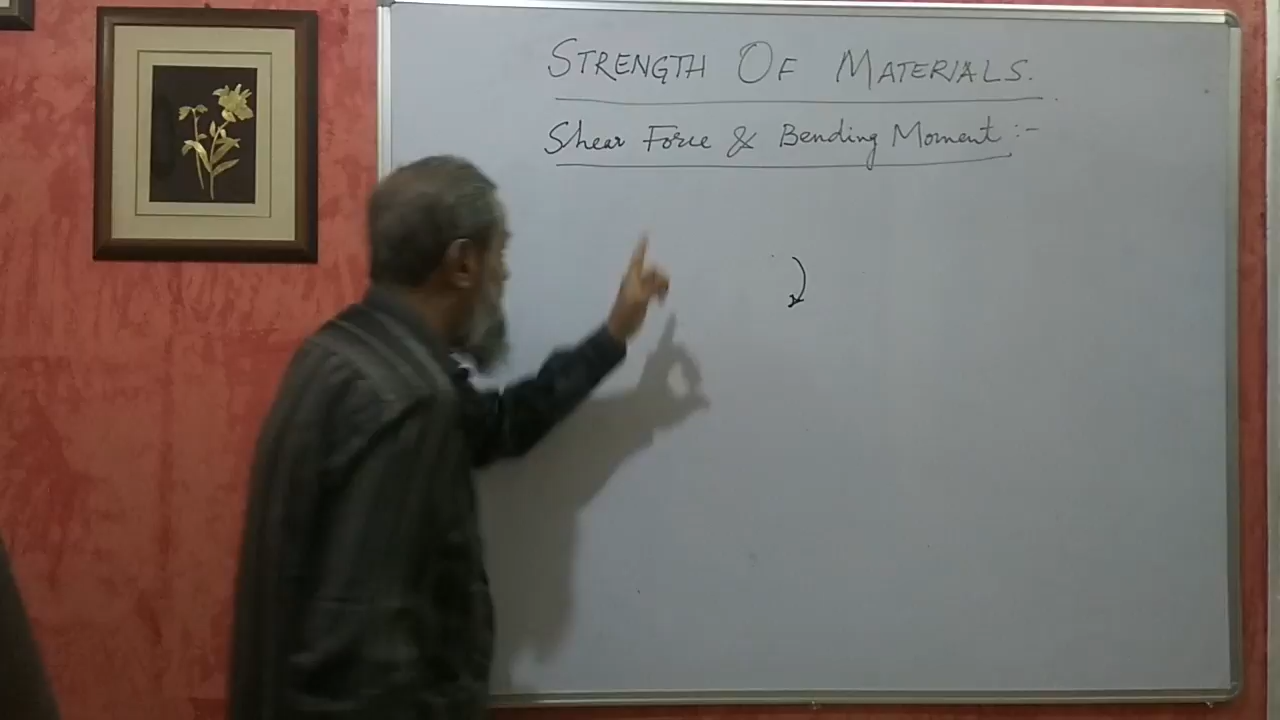 STRENGTH OF MATERIALS.
Shear Force & Bending Moment :-